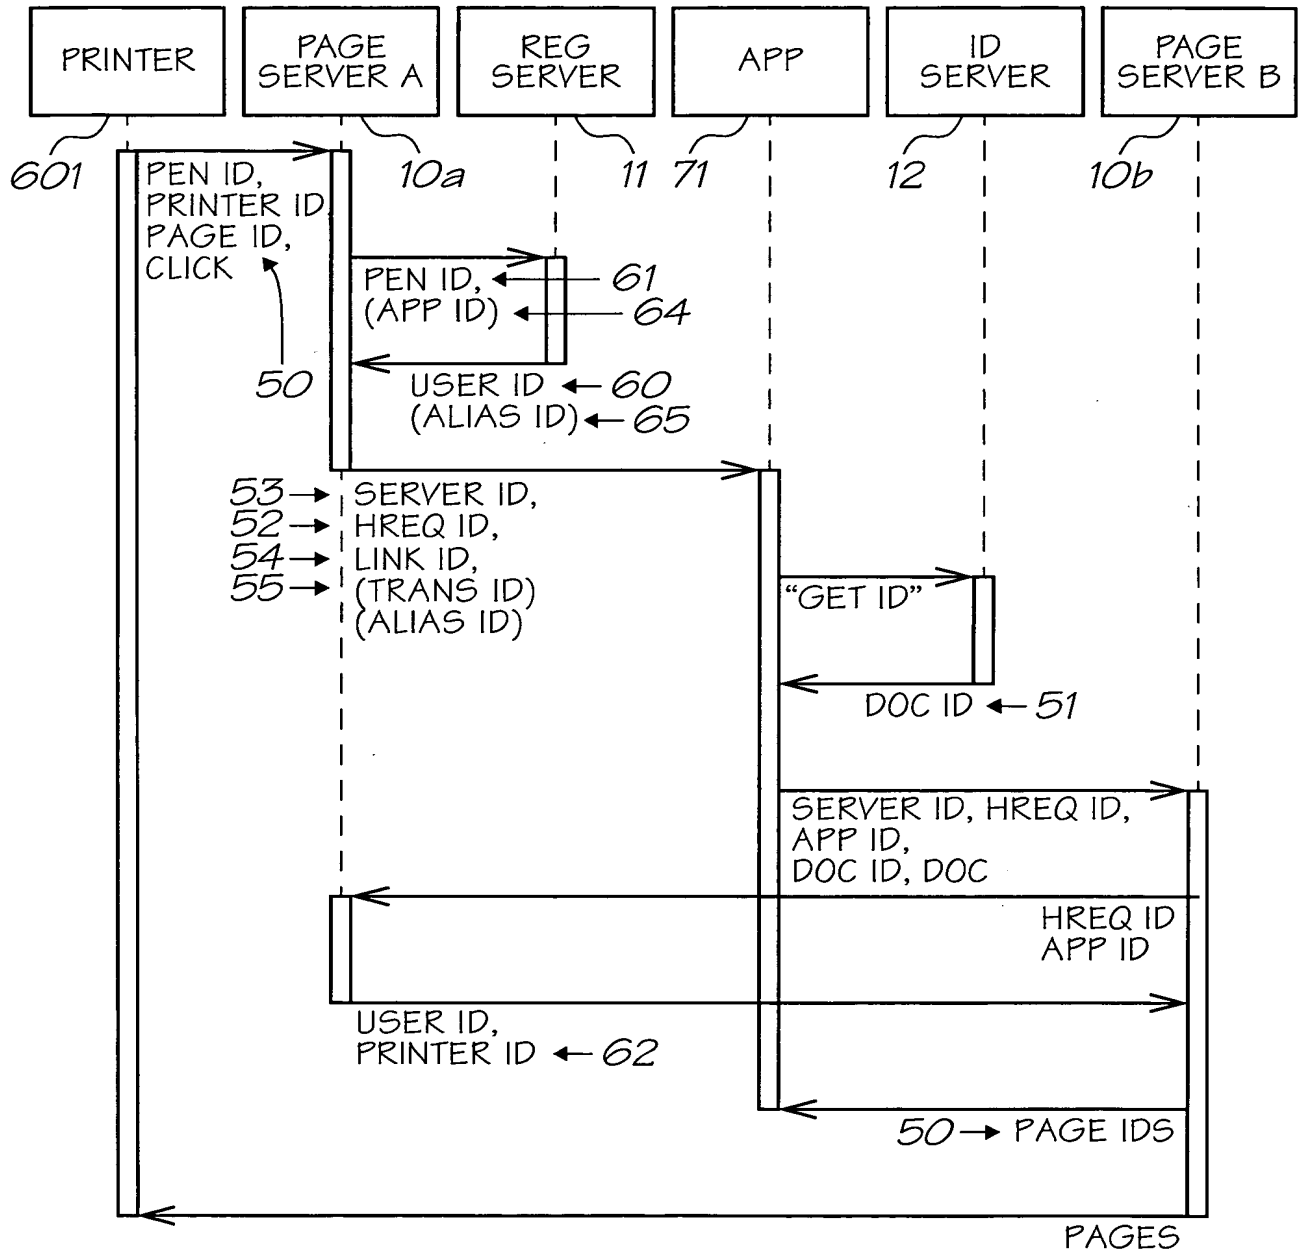 PRINTER
PAGE
SERVER A
REG
SERVER
APP
ID
SERVER
PAGE
SERVER B
601
10a
11
71
12
10b
PEN ID,
PRINTER ID
PAGE ID,
CLICK
50
PEN ID,
61
(APP ID)
64
USER ID
60
(ALIAS ID)
65
53
SERVER ID,
52
HREQ ID,
54
LINK ID,
55
(TRANS ID)
(ALIAS ID)
"GET ID"
DOC ID
51
SERVER ID, HREQ ID,
APP ID,
DOC ID, DOC
HREQ ID
APP ID
USER ID,
PRINTER ID
62
50
PAGE IDS
PAGES